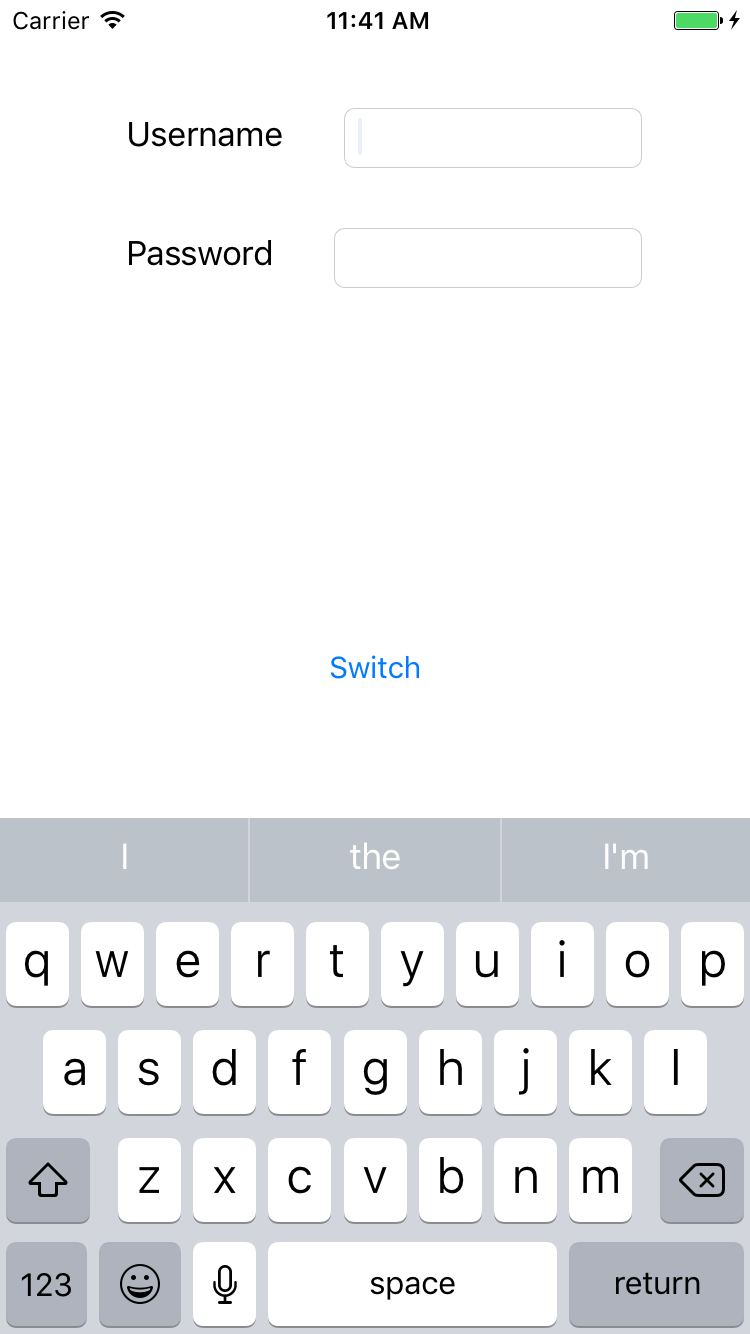 Carrier 11:41 AM
Username
Password
Switch
I the I'm
q w e r t y u i o p
a s d f g h j k l
z x c v b n m
123 space return